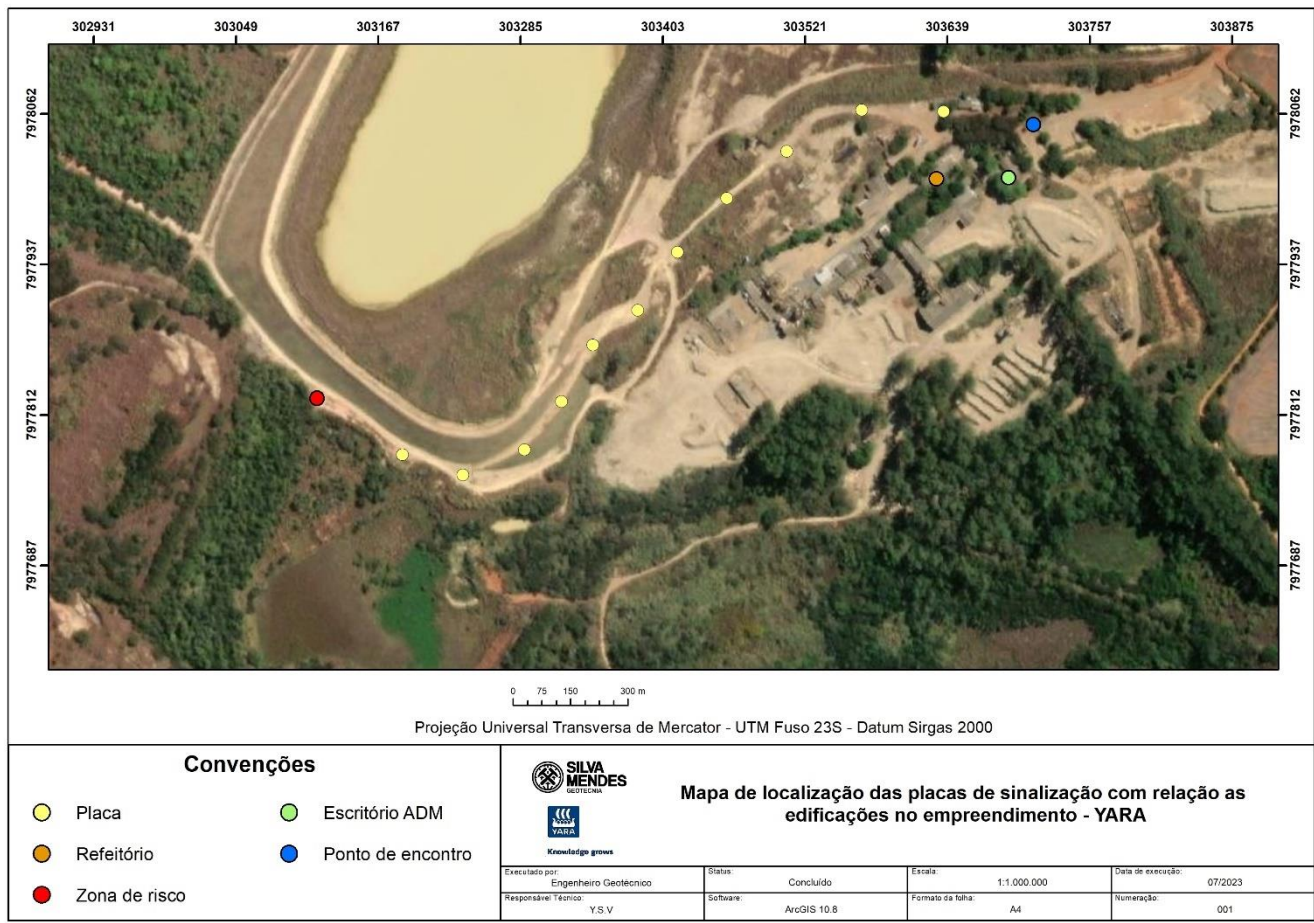 302931 303049 303167 303285 303403 303521 303639 303757 303875
7978062 7978062
7977937 7977937
7977812 7977812
7977687 7977687
0 75 150 300 m
Projeção Universal Transversa de Mercator - UTM Fuso 23S - Datum Sirgas 2000
Convenções
Placa
Escritório ADM
Refeitório
Ponto de encontro
Zona de risco
SILVA
MENDES
GEOTECNIA
YARA
Knowledge grows
Mapa de localização das placas de sinalização com relação as
edificações no empreendimento - YARA
Executado por:
Engenheiro Geotécnico
Status:
Concluído
Escala:
1:1.000.000
Data de execução:
07/2023
Responsável Técnico:
Y.S.V
Software:
ArcGIS 10.8
Formato da folha:
A4
Numeração:
001